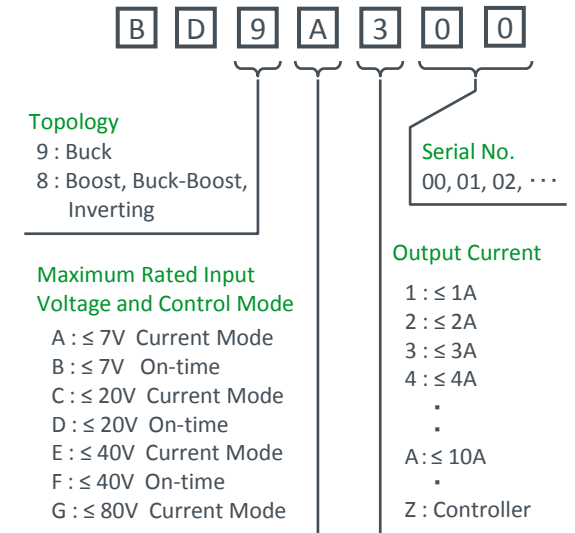 B D 9 A 3 0 0
Topology
9 : Buck
8 : Boost, Buck-Boost,
Inverting
Serial No.
00, 01, 02, ・・・
Maximum Rated Input
Voltage and Control Mode
A : ≤ 7V Current Mode
B : ≤ 7V On-time
C : ≤ 20V Current Mode
D : ≤ 20V On-time
E : ≤ 40V Current Mode
F : ≤ 40V On-time
G : ≤ 80V Current Mode
Output Current
1 : ≤ 1A
2 : ≤ 2A
3 : ≤ 3A
4 : ≤ 4A
・
・
A : ≤ 10A
・
Z : Controller